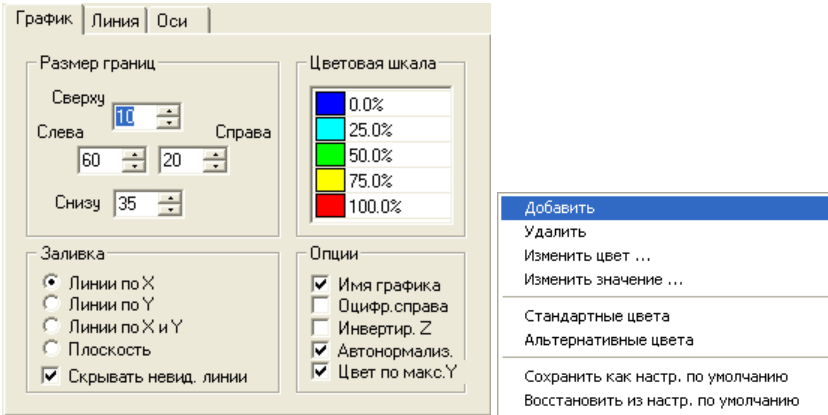 График Линия Оси
Размер границ
Сверху
10
Слева Справа
60 20
Снизу 35
Цветовая шкала
0.0%
25.0%
50.0%
75.0%
100.0%
Заливка
Линии по X
Линии по Y
Линии по X и Y
Плоскость
Скрывать невид. линии
Опции
Имя графика
Оцифр.справа
Инвертир. Z
Автонормализ.
Цвет по макс.Y
Добавить
Удалить
Изменить цвет ...
Изменить значение ...
Стандартные цвета
Альтернативные цвета
Сохранить как настр. по умолчанию
Восстановить из настр. по умолчанию